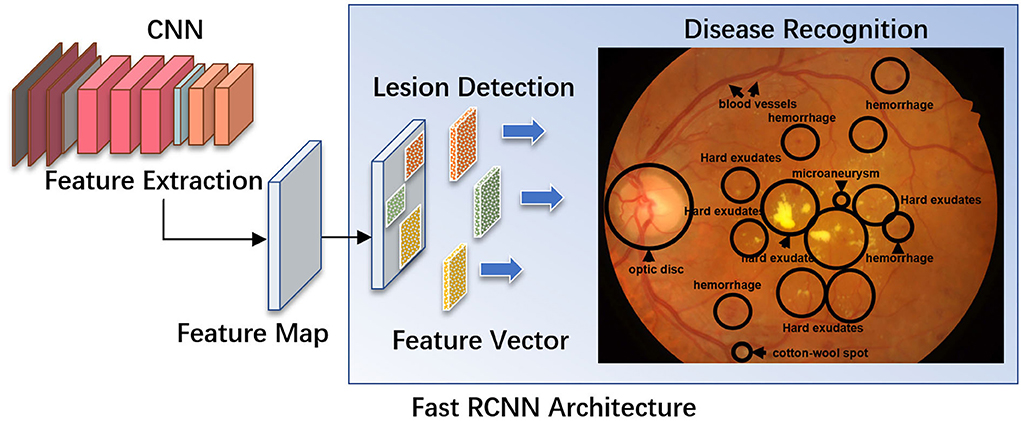 CNN
Feature Extraction
Feature Map
Lesion Detection
Feature Vector
Disease Recognition
blood vessels
hemorrhage
hemorrhage
Hard exudates
microaneurysm
Hard exudates
Hard exudates
hard exudate
hemorrhage
optic disc
hemorrhage
Hard exudates
cotton-wool spot
Fast RCNN Architecture